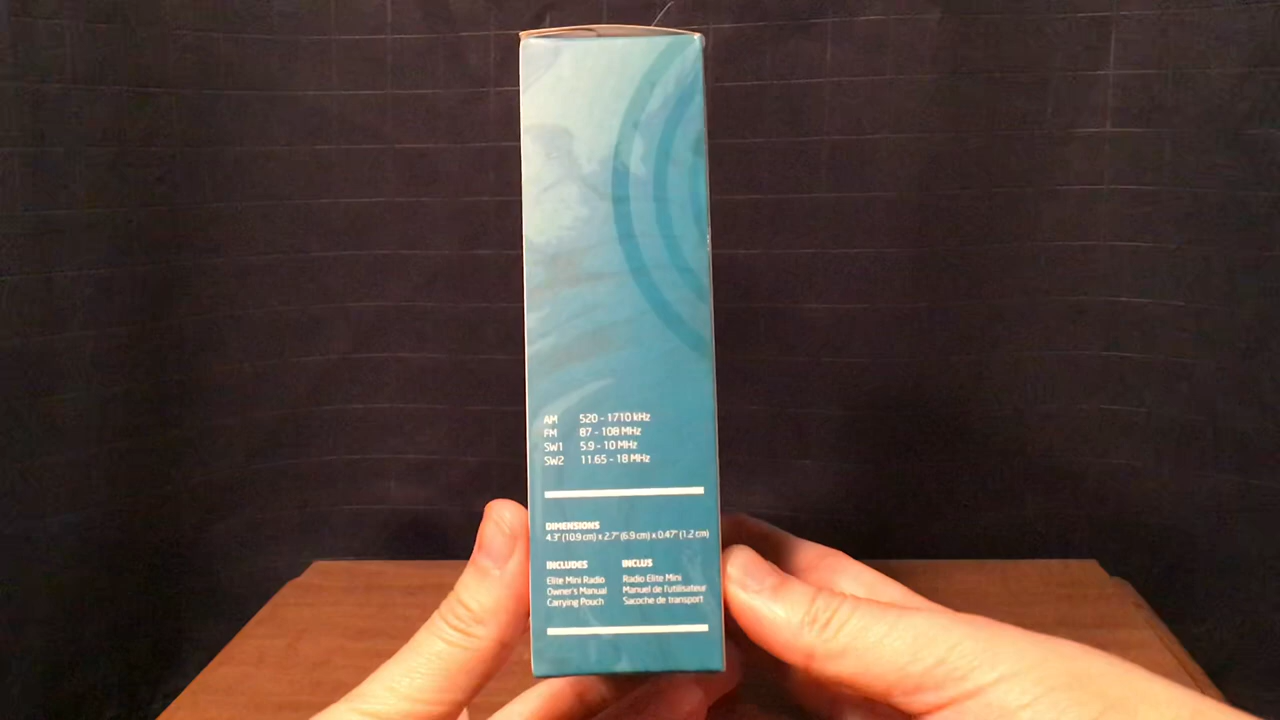 AM 520 - 1710 kHz
FM 87 - 108 MHz
SW1 5.9 - 10 MHz
SW2 11.65 - 18 MHz
DIMENSIONS
4.3" (10.9 cm) x 2.7" (6.9 cm) x 0.47" (1.2 cm)
INCLUDES
Elite Mini Radio
Owner's Manual
Carrying Pouch
INCLUS
Radio Elite Mini
Manuel de l'utilisateur
Sacoche de transport